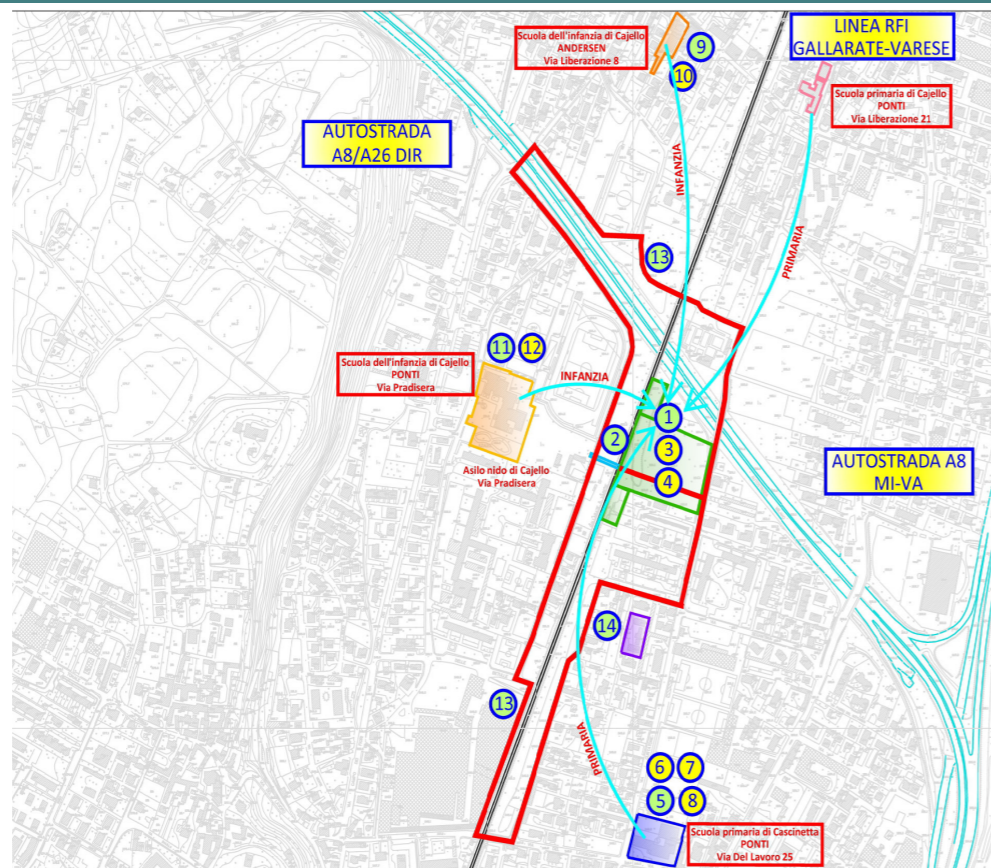 Scuola dell'infanzia di Cajello
ANDERSEN
Via Liberazione 8
9
10
LINEA RFI
GALLARATE-VARESE
Scuola primaria di Cajello
PONTI
Via Liberazione 21
AUTOSTRADA
A8/A26 DIR
INFANZIA
PRIMARIA
13
11
12
Scuola dell'infanzia di Cajello
PONTI
Via Pradisera
INFANZIA
1
2
3
4
Asilo nido di Cajello
Via Pradisera
AUTOSTRADA A8
MI-VA
14
13
PRIMARIA
6
7
5
8
Scuola primaria di Cascinetta
PONTI
Via Del Lavoro 25